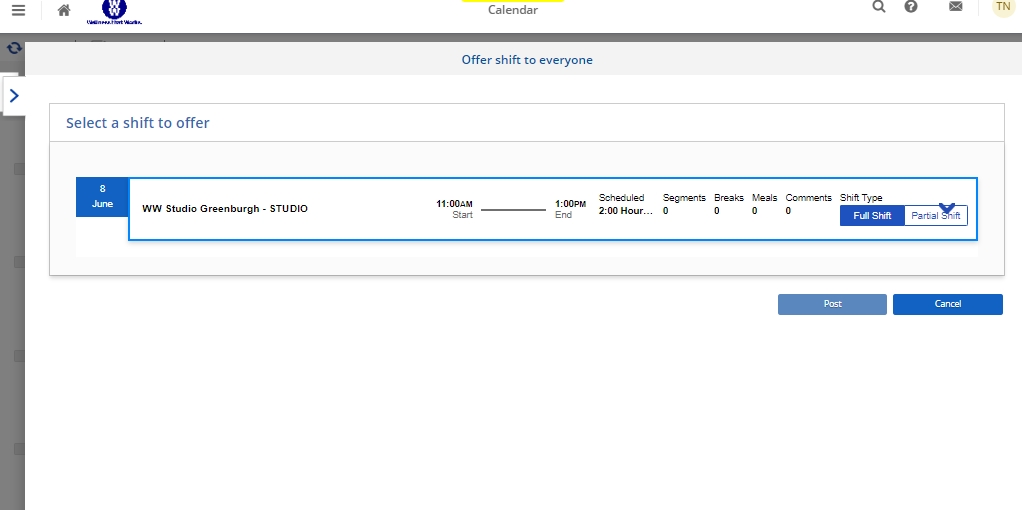 WW
Wellness that Works.
Calendar
TN
Offer shift to everyone
Select a shift to offer
8
June
WW Studio Greenburgh - STUDIO
11:00AM
Start
1:00PM
End
Scheduled
2:00 Hour...
Segments
0
Breaks
0
Meals
0
Comments
0
Shift Type
Full Shift
Partial Shift
Post
Cancel